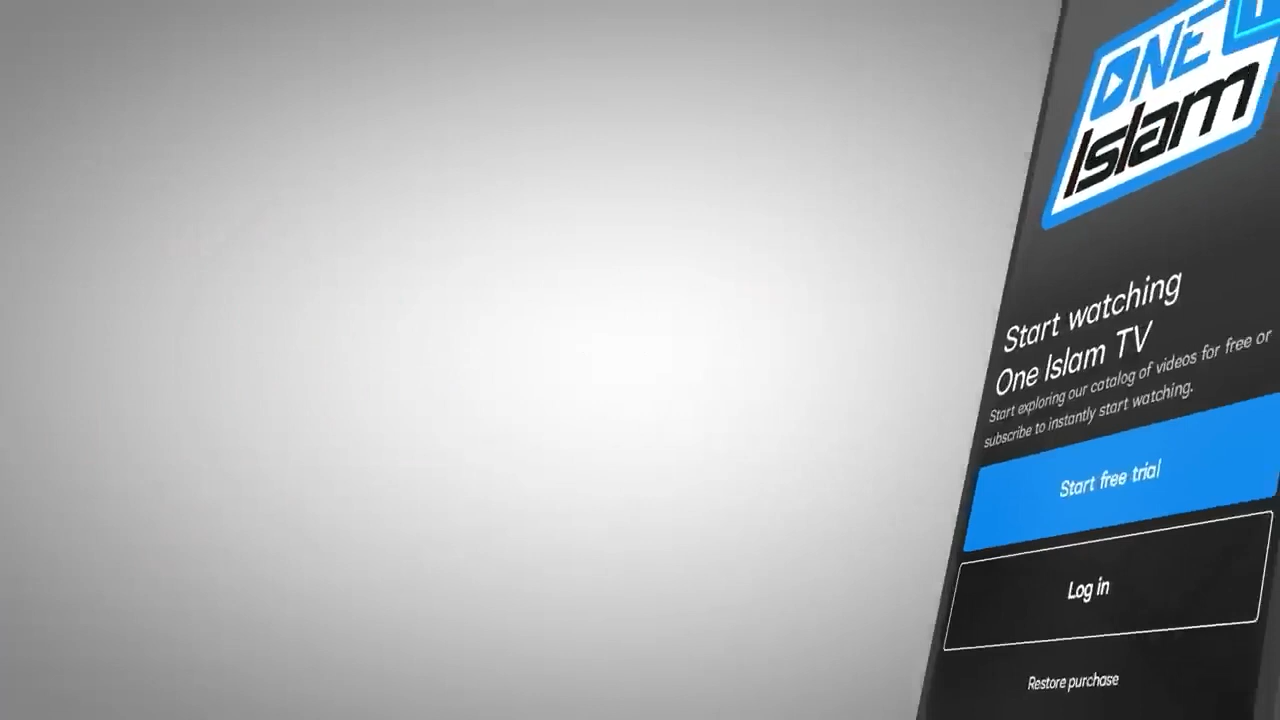 ONE
Islam
Start watching
One Islam TV
Start exploring our catalog of videos for free or
subscribe to instantly start watching.
Start free trial
Log in
Restore purchase